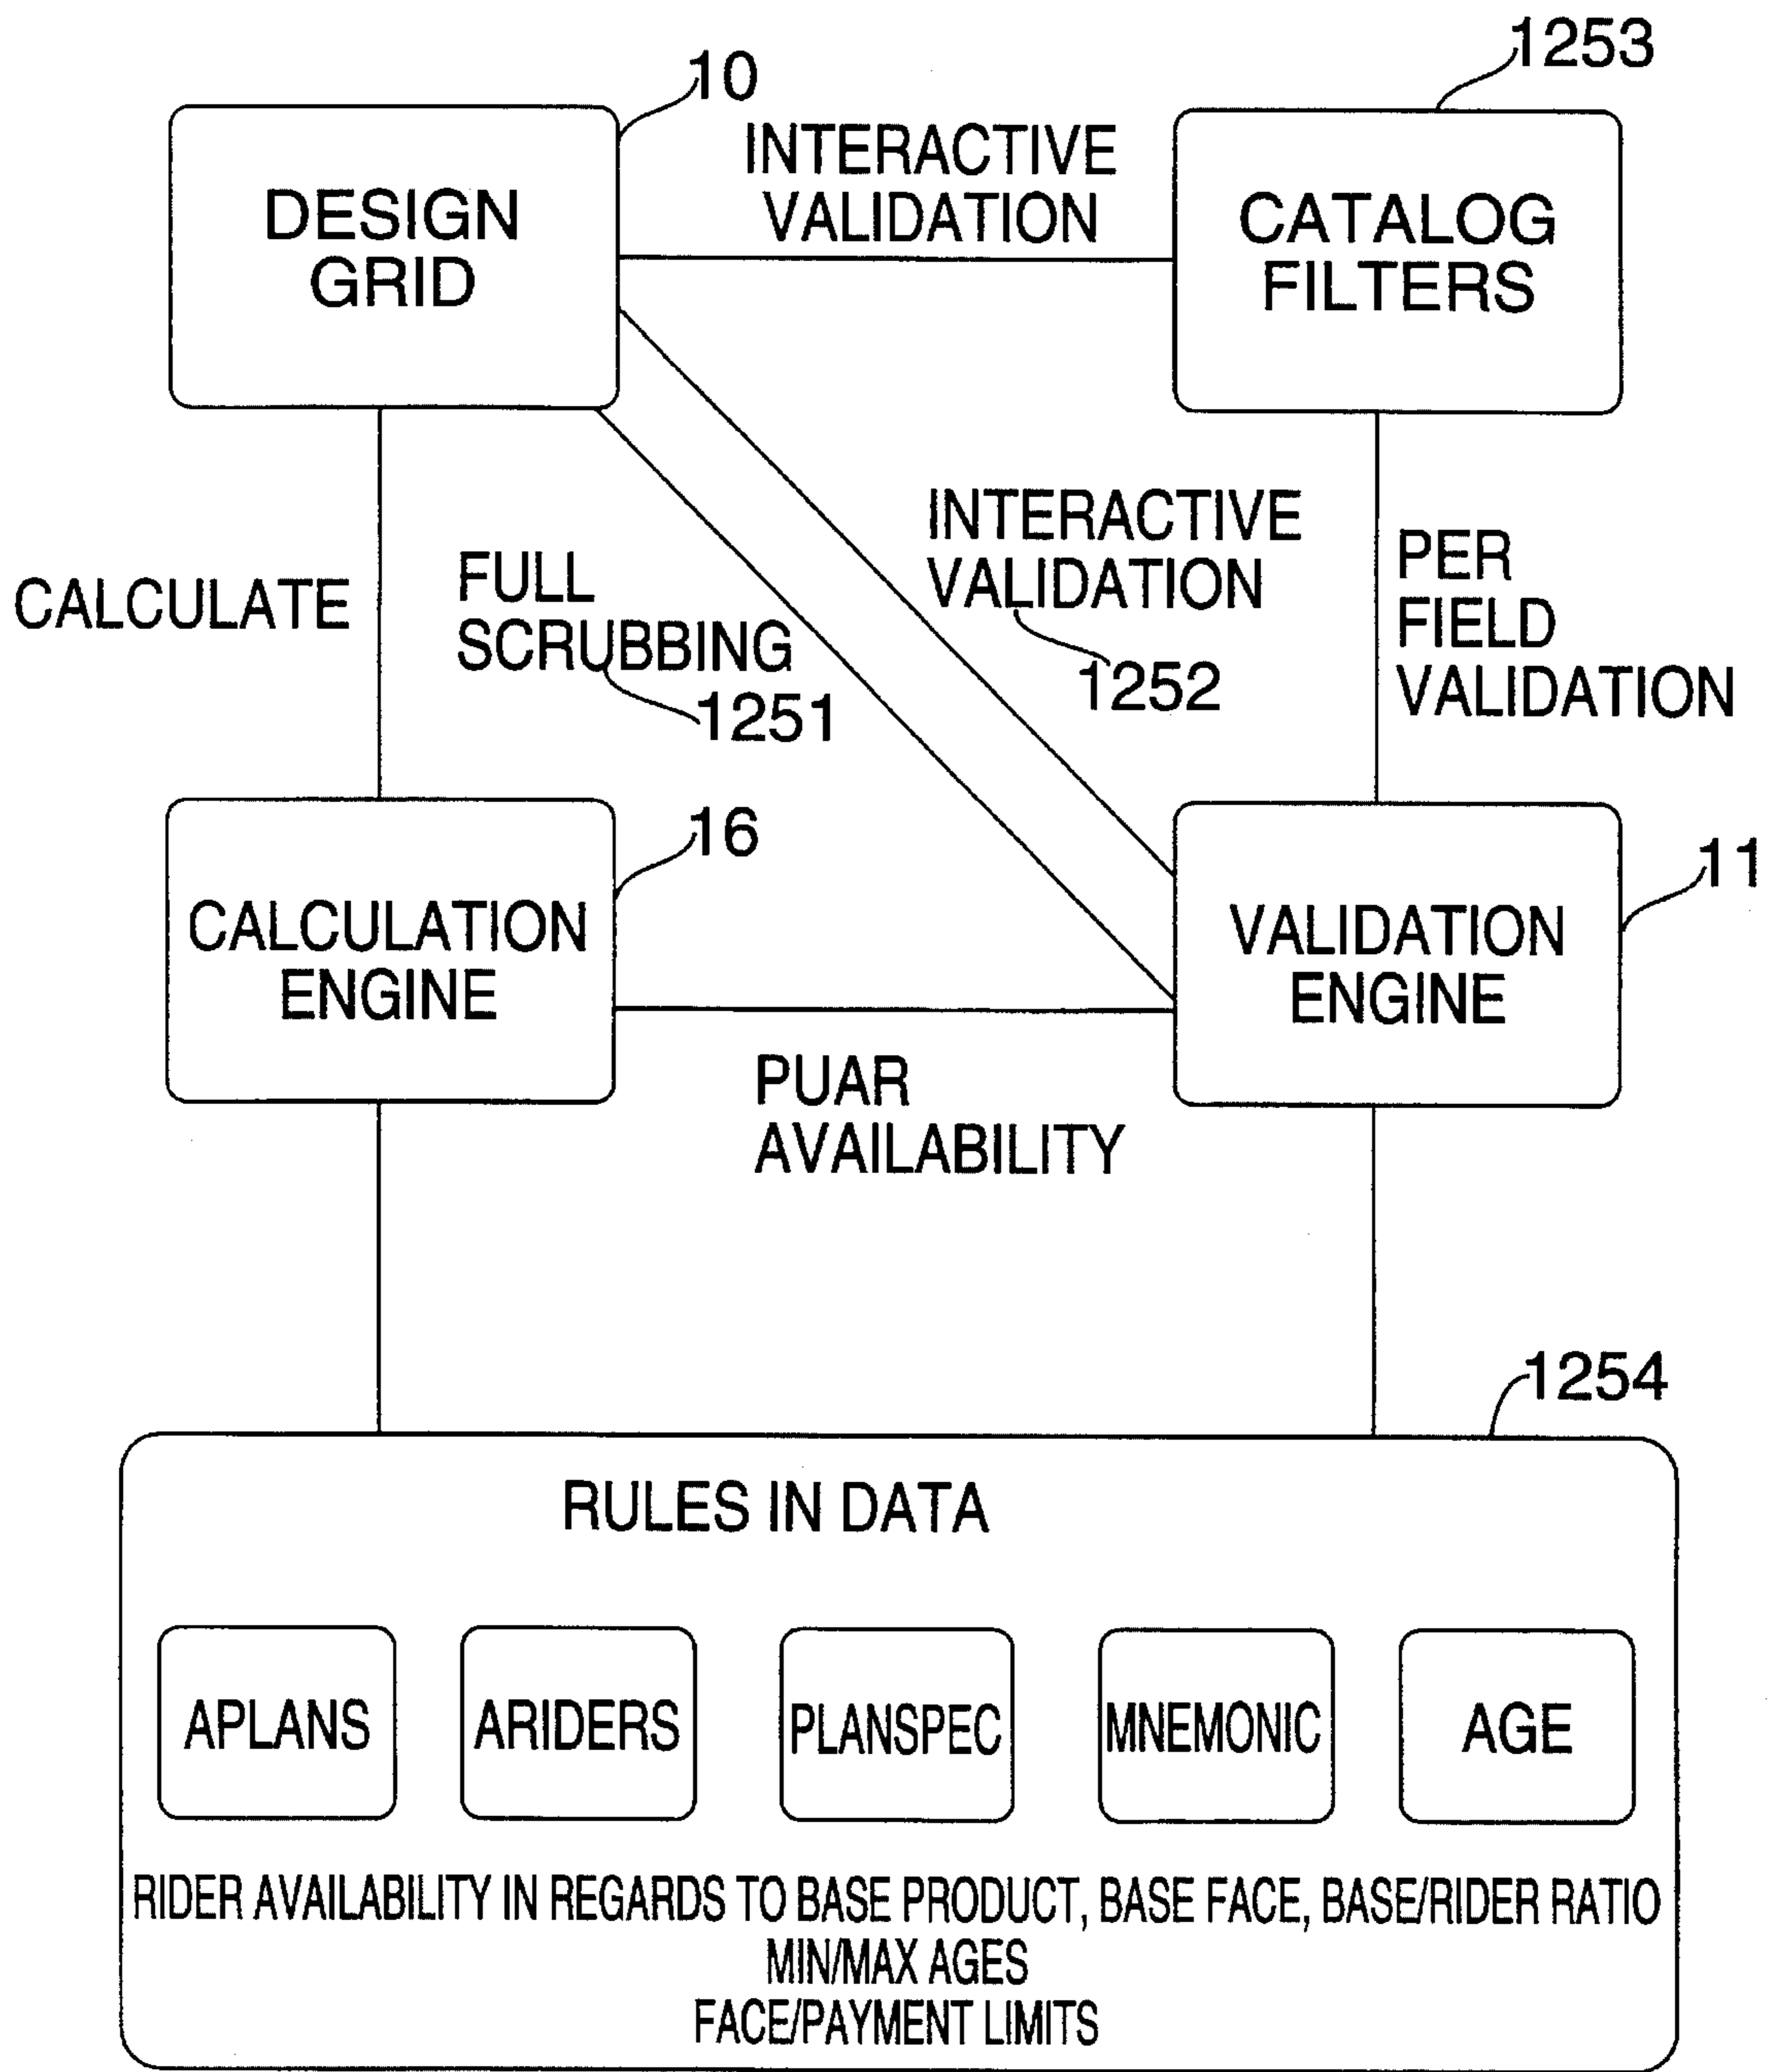 1253
10
INTERACTIVE
VALIDATION
DESIGN
GRID
CATALOG
FILTERS
INTERACTIVE
VALIDATION
1252
PER
FIELD
VALIDATION
CALCULATE
FULL
SCRUBBING
1251
16
11
CALCULATION
ENGINE
VALIDATION
ENGINE
PUAR
AVAILABILITY
1254
RULES IN DATA
APLANS
ARIDERS
PLANSPEC
MNEMONIC
AGE
RIDER AVAILABILITY IN REGARDS TO BASE PRODUCT, BASE FACE, BASE/RIDER RATIO
MIN/MAX AGES
FACE/PAYMENT LIMITS